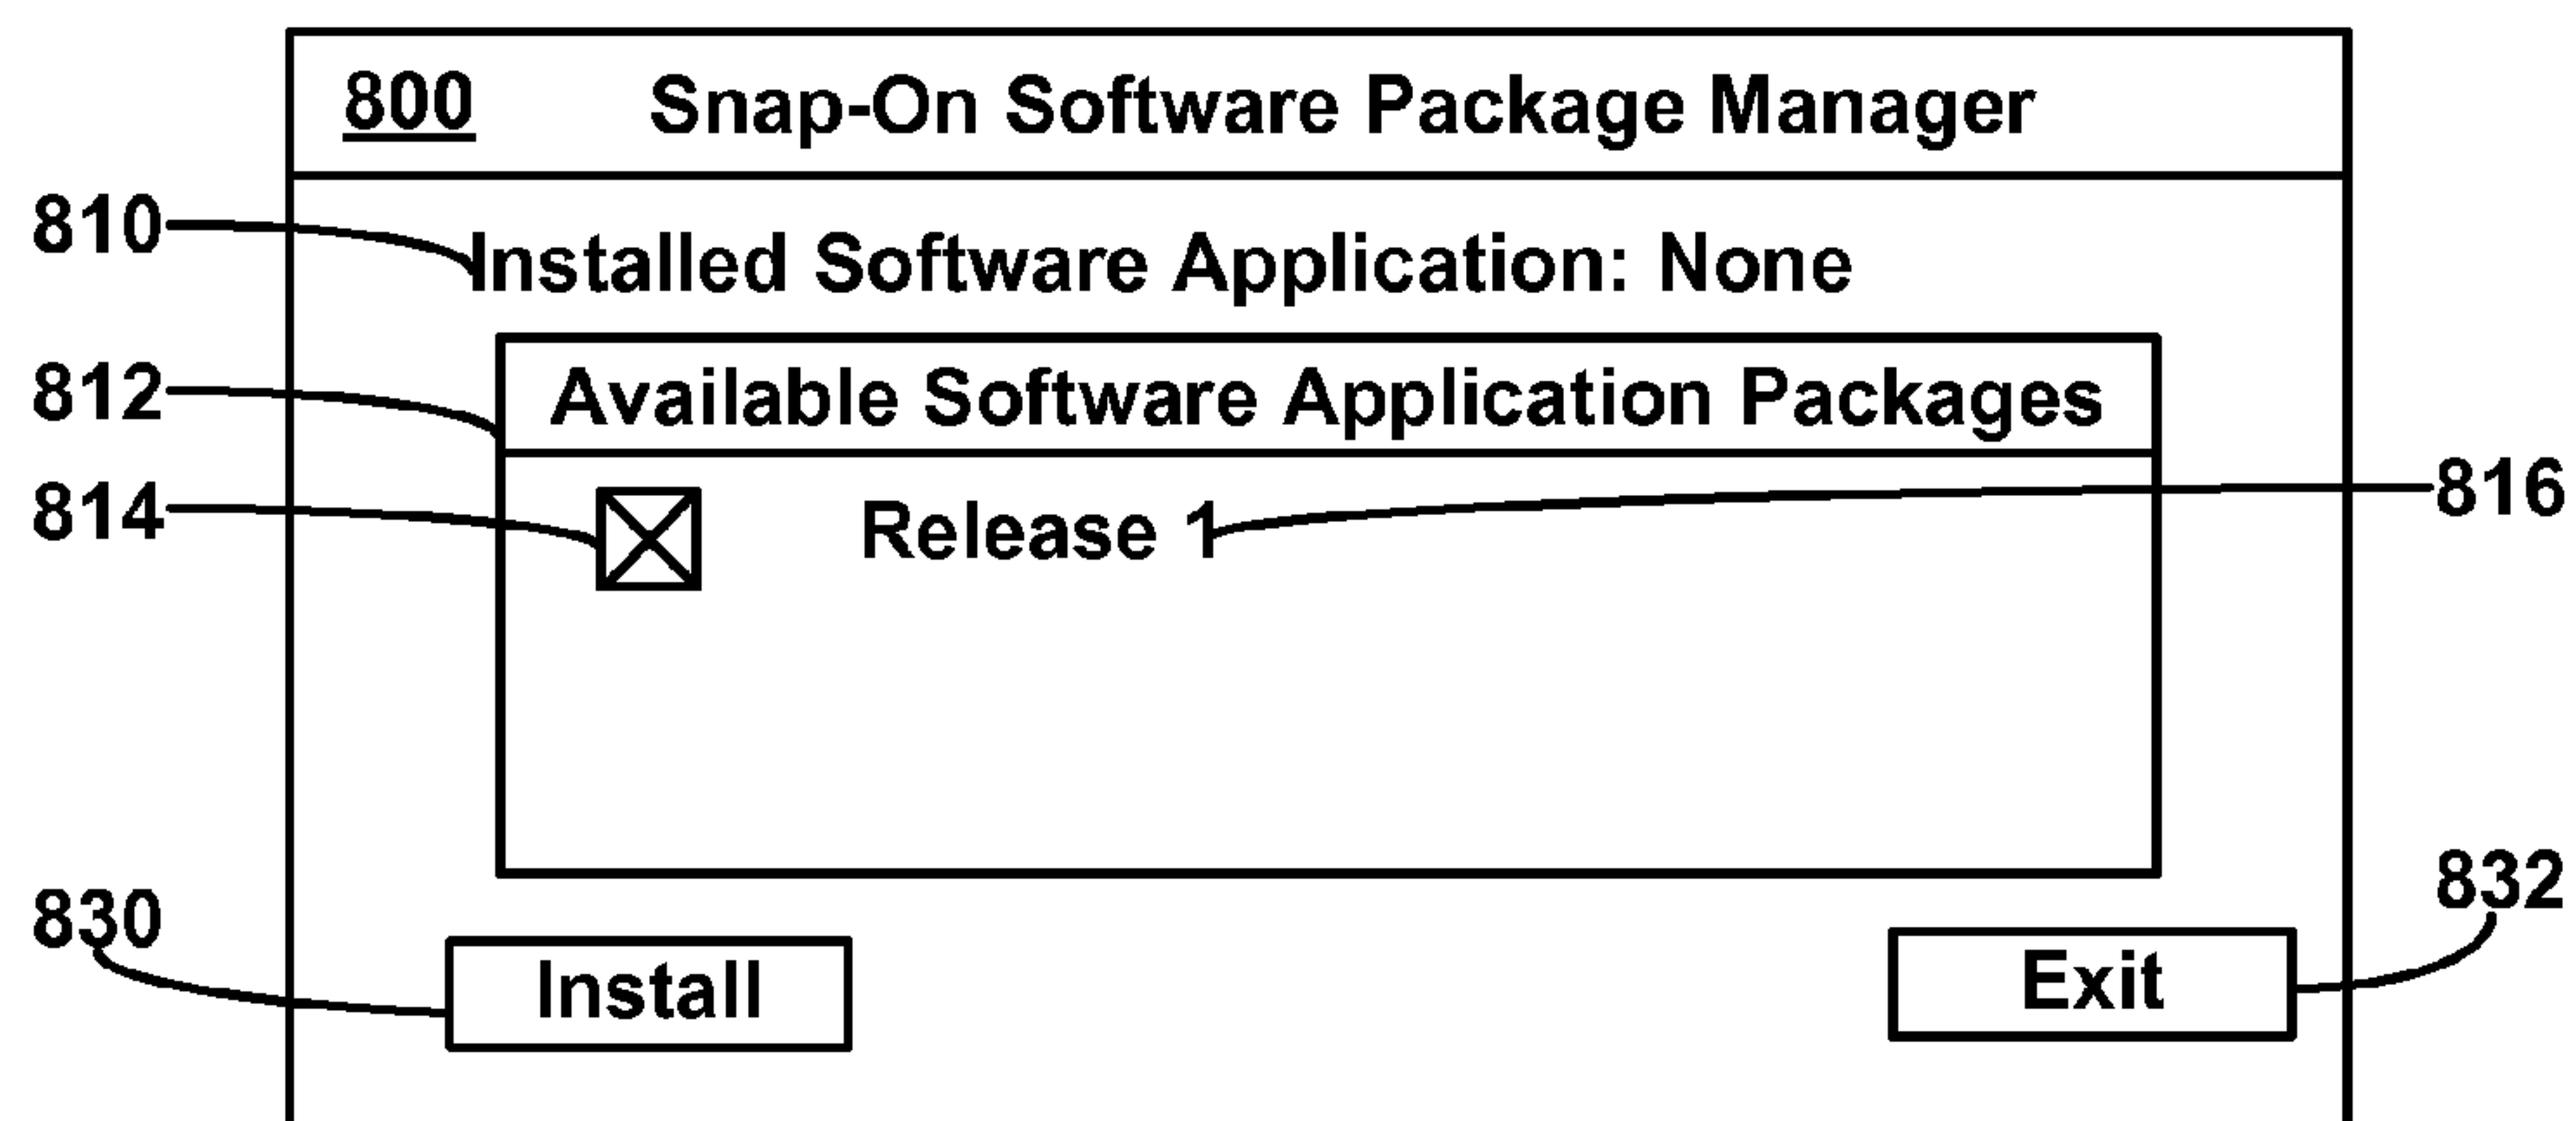 800 Snap-On Software Package Manager
810 Installed Software Application: None
812 Available Software Application Packages
814 Release 1 816
830 Install Exit 832